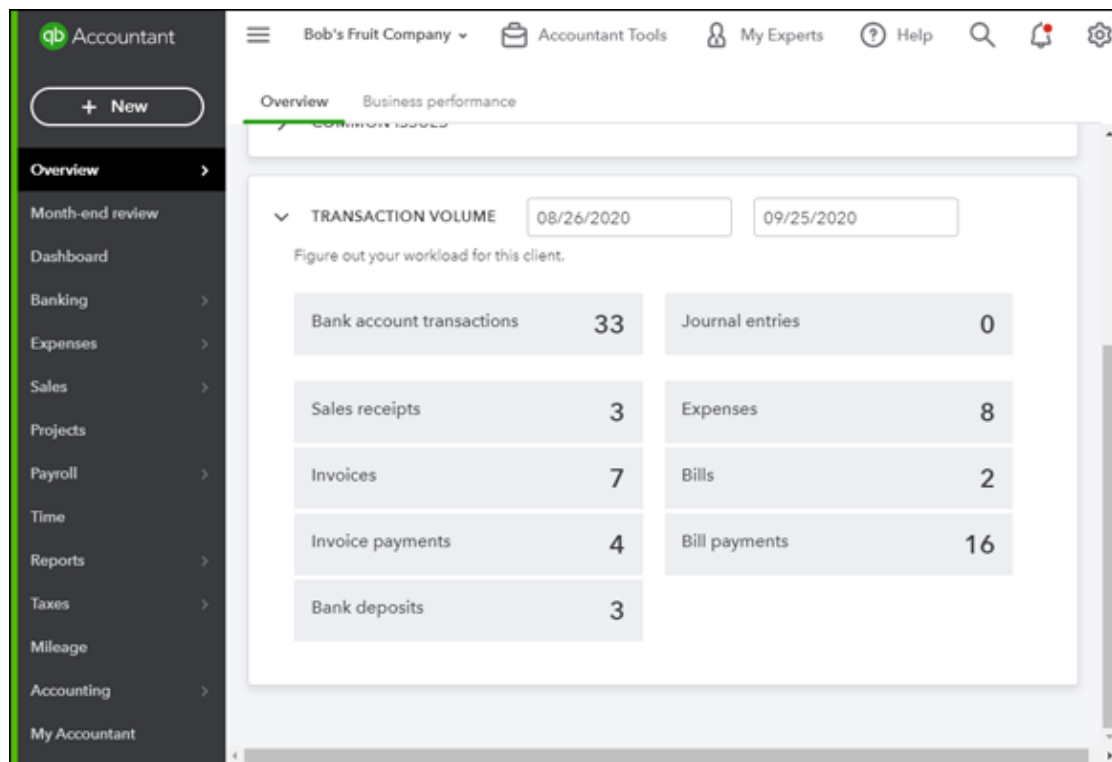 qb Accountant
Bob's Fruit Company
Accountant Tools
My Experts
Help
+ New
Overview
Business performance
COMMON ISSUES
Overview
Month-end review
Dashboard
Banking
Expenses
Sales
Projects
Payroll
Time
Reports
Taxes
Mileage
Accounting
My Accountant
TRANSACTION VOLUME 08/26/2020 09/25/2020
Figure out your workload for this client.
Bank account transactions 33
Journal entries 0
Sales receipts 3
Expenses 8
Invoices 7
Bills 2
Invoice payments 4
Bill payments 16
Bank deposits 3